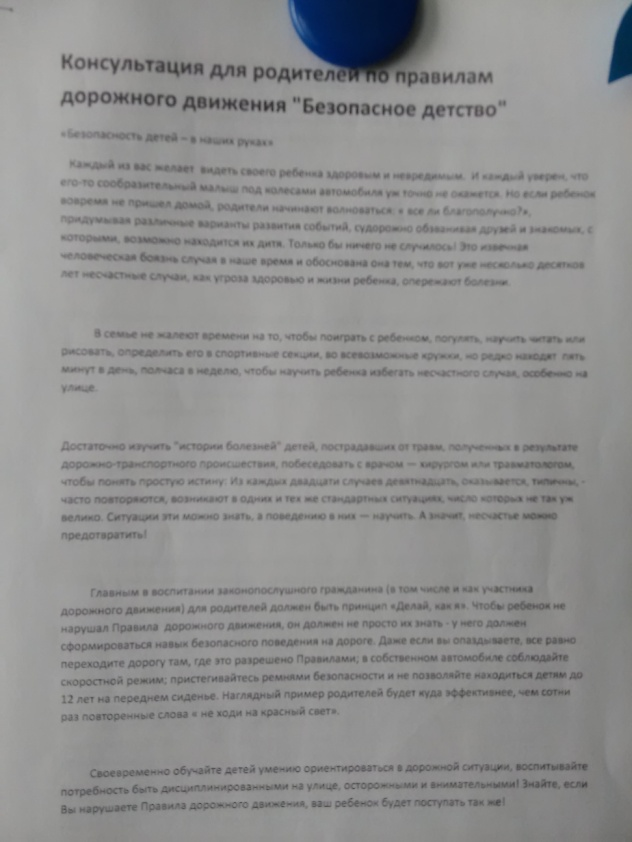 Консультация для родителей по правилам
дорожного движения "Безопасное детство"
«Безопасность детей – в наших руках»
Каждый из вас желает видеть своего ребенка здоровым и невредимым. И каждый уверен, что
его-то сообразительный малыш под колесами автомобиля уж точно не окажется. Но если ребенок
вовремя не пришел домой, родители начинают волноваться: « все ли благополучно?»,
придумывая различные варианты развития событий, судорожно обзванивая друзей и знакомых, с
которыми, возможно находится их дитя. Только бы ничего не случилось! Это извечная
человеческая боязнь случая в наше время и обоснована она тем, что вот уже несколько десятков
лет несчастные случаи, как угроза здоровью и жизни ребенка, опережают болезни.
В семье не жалеют времени на то, чтобы поиграть с ребенком, погулять, научить читать или
рисовать, определить его в спортивные секции, во всевозможные кружки, но редко находят пять
минут в день, полчаса в неделю, чтобы научить ребенка избегать несчастного случая, особенно на
улице.
Достаточно изучить "истории болезней" детей, пострадавших от травм, полученных в результате
дорожно-транспортного происшествия, побеседовать с врачом — хирургом или травматологом,
чтобы понять простую истину: Из каждых двадцати случаев девятнадцать, оказывается, типичны, -
часто повторяются, возникают в одних и тех же стандартных ситуациях, число которых не так уж
велико. Ситуации эти можно знать, а поведению в них — научить. А значит, несчастье можно
предотвратить!
Главным в воспитании законопослушного гражданина (в том числе и как участника
дорожного движения) для родителей должен быть принцип «Делай, как я». Чтобы ребенок не
нарушал Правила дорожного движения, он должен не просто их знать - у него должен
сформироваться навык безопасного поведения на дороге. Даже если вы опаздываете, все равно
переходите дорогу там, где это разрешено Правилами; в собственном автомобиле соблюдайте
скоростной режим; пристегивайтесь ремнями безопасности и не позволяйте находиться детям до
12 лет на переднем сиденье. Наглядный пример родителей будет куда эффективнее, чем сотни
раз повторенные слова « не ходи на красный свет».
Своевременно обучайте детей умению ориентироваться в дорожной ситуации, воспитывайте
потребность быть дисциплинированными на улице, осторожными и внимательными! Знайте, если
Вы нарушаете Правила дорожного движения, ваш ребенок будет поступать так же!